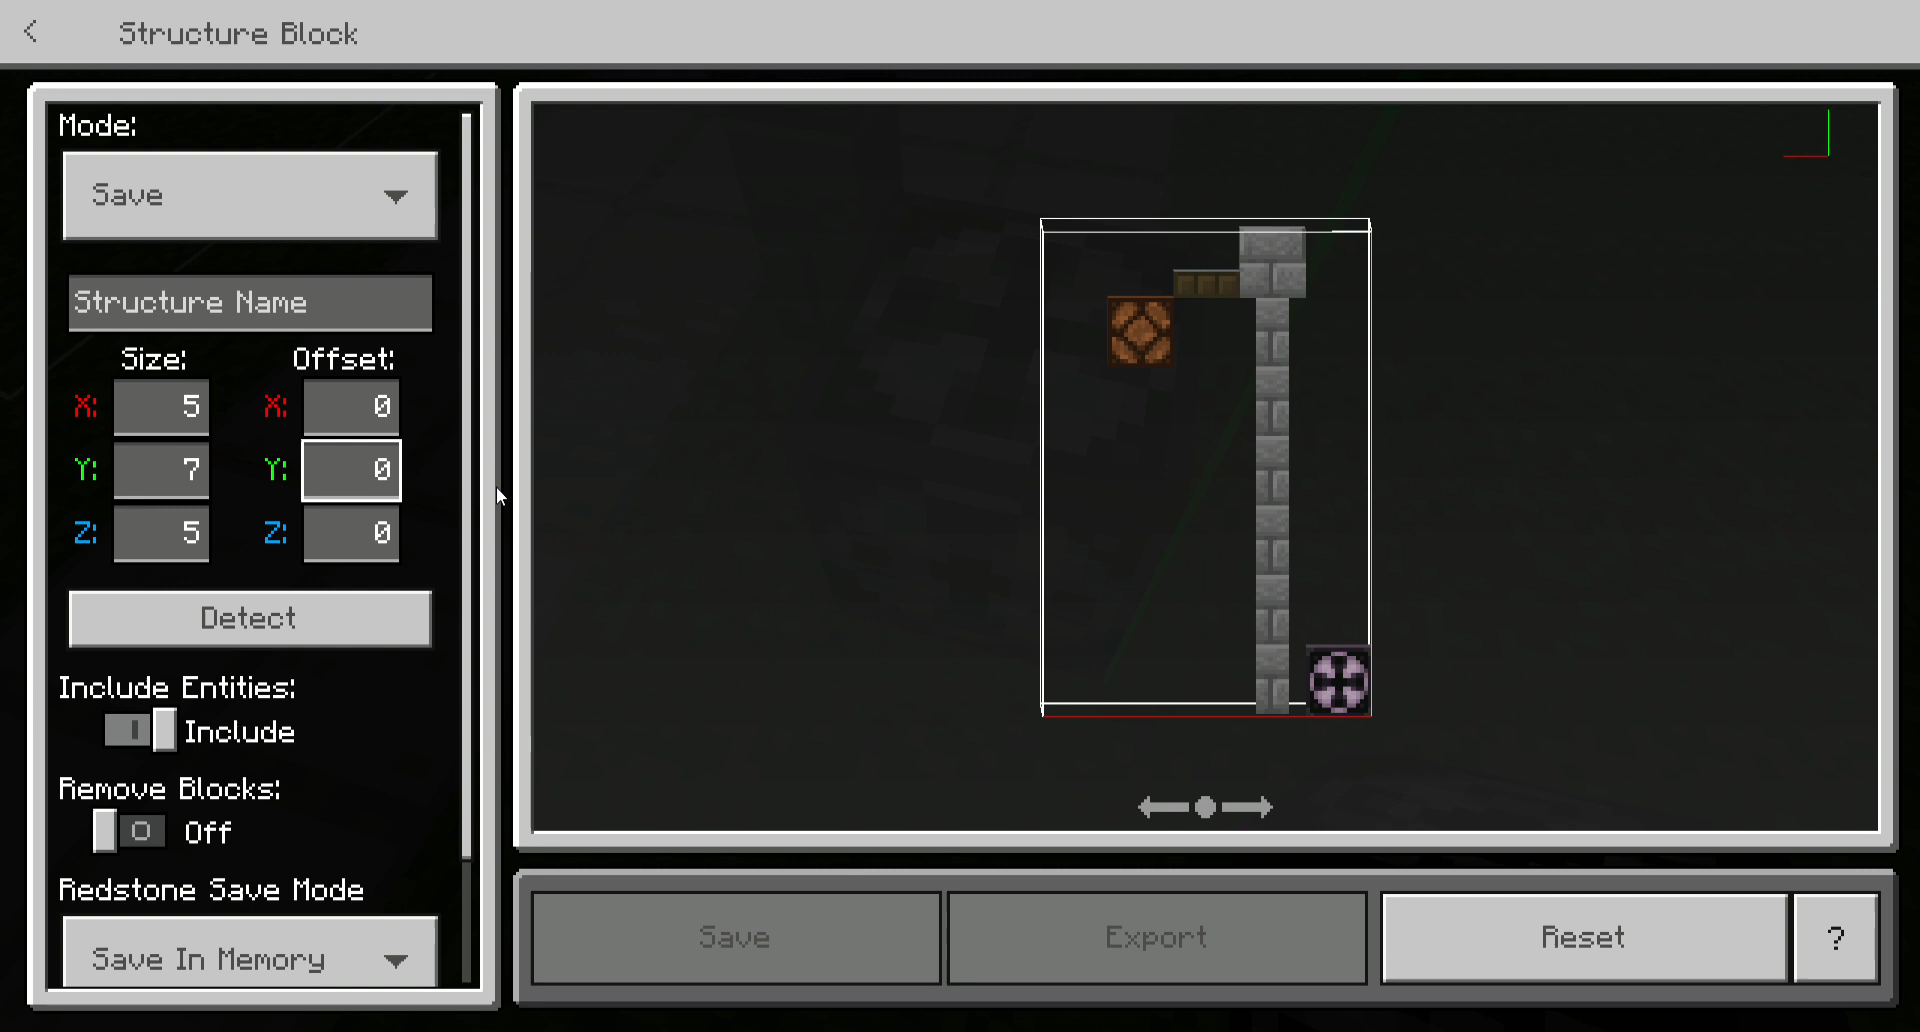 Structure Block
Mode:
Save
Structure Name
Size: Offset:
X: 5 X: 0
Y: 7 Y: 0
Z: 5 Z: 0
Detect
Include Entities:
Include
Remove Blocks:
Off
Redstone Save Mode
Save In Memory
Save Export Reset ?